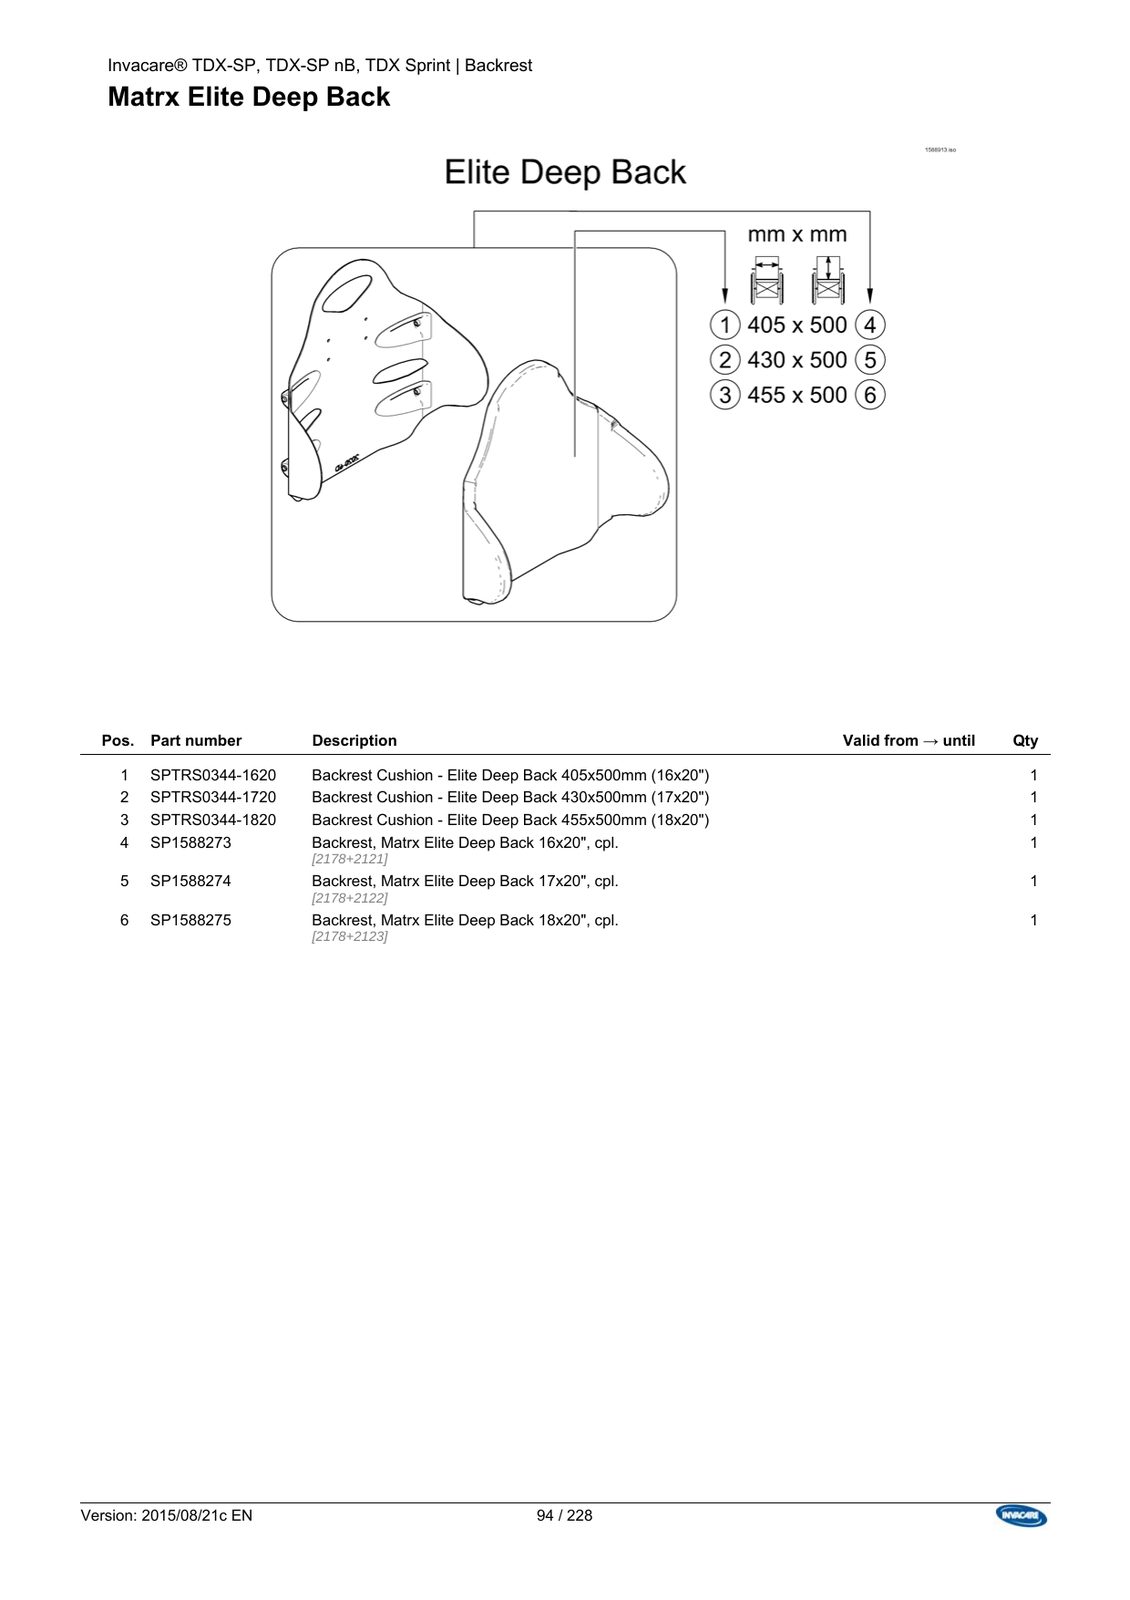 Invacare® TDX-SP, TDX-SP nB, TDX Sprint | Backrest
Matrx Elite Deep Back
1588913 iso
Elite Deep Back
mm x mm
1 405 x 500 4
2 430 x 500 5
3 455 x 500 6
Pos. Part number Description Valid from → until Qty
1 SPTRS0344-1620 Backrest Cushion - Elite Deep Back 405x500mm (16x20") 1
2 SPTRS0344-1720 Backrest Cushion - Elite Deep Back 430x500mm (17x20") 1
3 SPTRS0344-1820 Backrest Cushion - Elite Deep Back 455x500mm (18x20") 1
4 SP1588273 Backrest, Matrx Elite Deep Back 16x20", cpl. 1
[2178+2121]
5 SP1588274 Backrest, Matrx Elite Deep Back 17x20", cpl. 1
[2178+2122]
6 SP1588275 Backrest, Matrx Elite Deep Back 18x20", cpl. 1
[2178+2123]
Version: 2015/08/21c EN 94 / 228 INVACARE